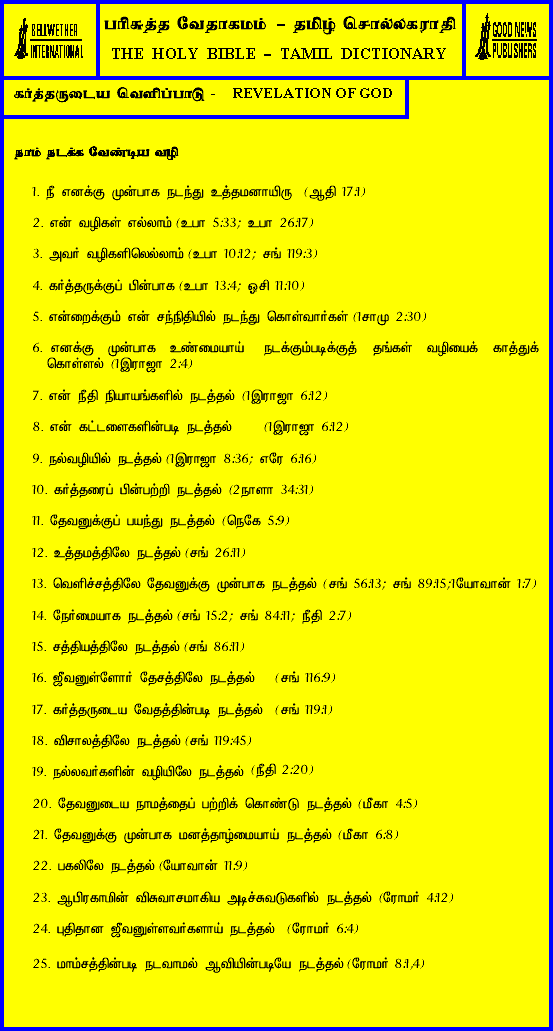 BELLWETHER
INTERNATIONAL
பரிசுத்த வேதாகமம் – தமிழ் சொல்லகராதி
THE HOLY BIBLE – TAMIL DICTIONARY
GOOD NEWS
PUBLISHERS
கர்த்தருடைய வெளிப்பாடு - REVELATION OF GOD
நாம் நடக்க வேண்டிய வழி
1. நீ எனக்கு முன்பாக நடந்து உத்தமனாயிரு (ஆதி 17:1)
2. என் வழிகள் எல்லாம் (உபா 5:33; உபா 26:17)
3. அவர் வழிகளிலெல்லாம் (உபா 10:12; சங் 119:3)
4. கர்த்தருக்குப் பின்பாக (உபா 13:4; ஓசி 11:10)
5. என்றைக்கும் என் சந்நிதியில் நடந்து கொள்வார்கள் (1சாமு 2:30)
6. எனக்கு முன்பாக உண்மையாய் நடக்கும்படிக்குத் தங்கள் வழியைக் காத்துக்
கொள்ளல் (1இராஜா 2:4)
7. என் நீதி நியாயங்களில் நடத்தல் (1இராஜா 6:12)
8. என் கட்டளைகளின்படி நடத்தல் (1இராஜா 6:12)
9. நல்வழியில் நடத்தல் (1இராஜா 8:36; எரே 6:16)
10. கர்த்தரைப் பின்பற்றி நடத்தல் (2நாளா 34:31)
11. தேவனுக்குப் பயந்து நடத்தல் (நெகே 5:9)
12. உத்தமத்திலே நடத்தல் (சங் 26:11)
13. வெளிச்சத்திலே தேவனுக்கு முன்பாக நடத்தல் (சங் 56:13; சங் 89:15;1யோவான் 1:7)
14. நேர்மையாக நடத்தல் (சங் 15:2; சங் 84:11; நீதி 2:7)
15. சத்தியத்திலே நடத்தல் (சங் 86:11)
16. ஜீவனுள்ளோர் தேசத்திலே நடத்தல் (சங் 116:9)
17. கர்த்தருடைய வேதத்தின்படி நடத்தல் (சங் 119:1)
18. விசாலத்திலே நடத்தல் (சங் 119:45)
19. நல்லவர்களின் வழியிலே நடத்தல் (நீதி 2:20)
20. தேவனுடைய நாமத்தைப் பற்றிக் கொண்டு நடத்தல் (மீகா 4:5)
21. தேவனுக்கு முன்பாக மனத்தாழ்மையாய் நடத்தல் (மீகா 6:8)
22. பகலிலே நடத்தல் (யோவான் 11:9)
23. ஆபிரகாமின் விசுவாசமாகிய அடிச்சுவடுகளில் நடத்தல் (ரோமர் 4:12)
24. புதிதான ஜீவனுள்ளவர்களாய் நடத்தல் (ரோமர் 6:4)
25. மாம்சத்தின்படி நடவாமல் ஆவியின்படியே நடத்தல் (ரோமர் 8:1,4)